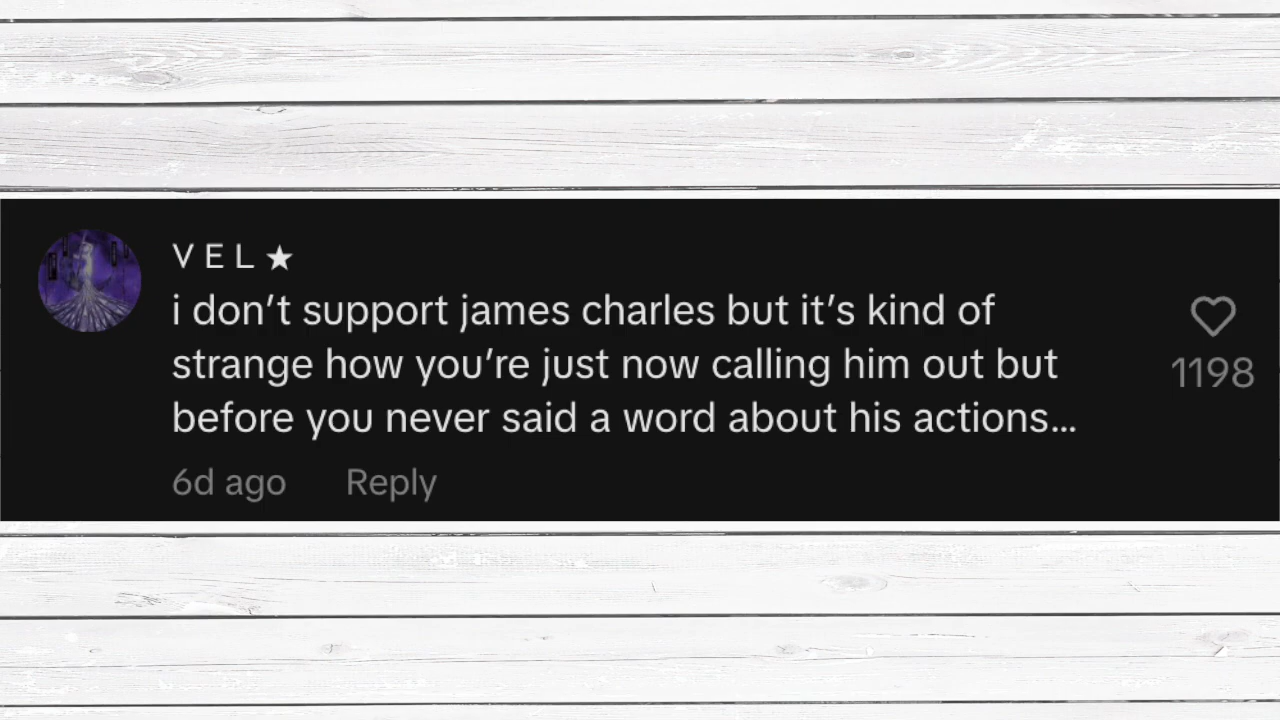 V E L ★
i don’t support james charles but it’s kind of
strange how you’re just now calling him out but
before you never said a word about his actions...
1198
6d ago Reply